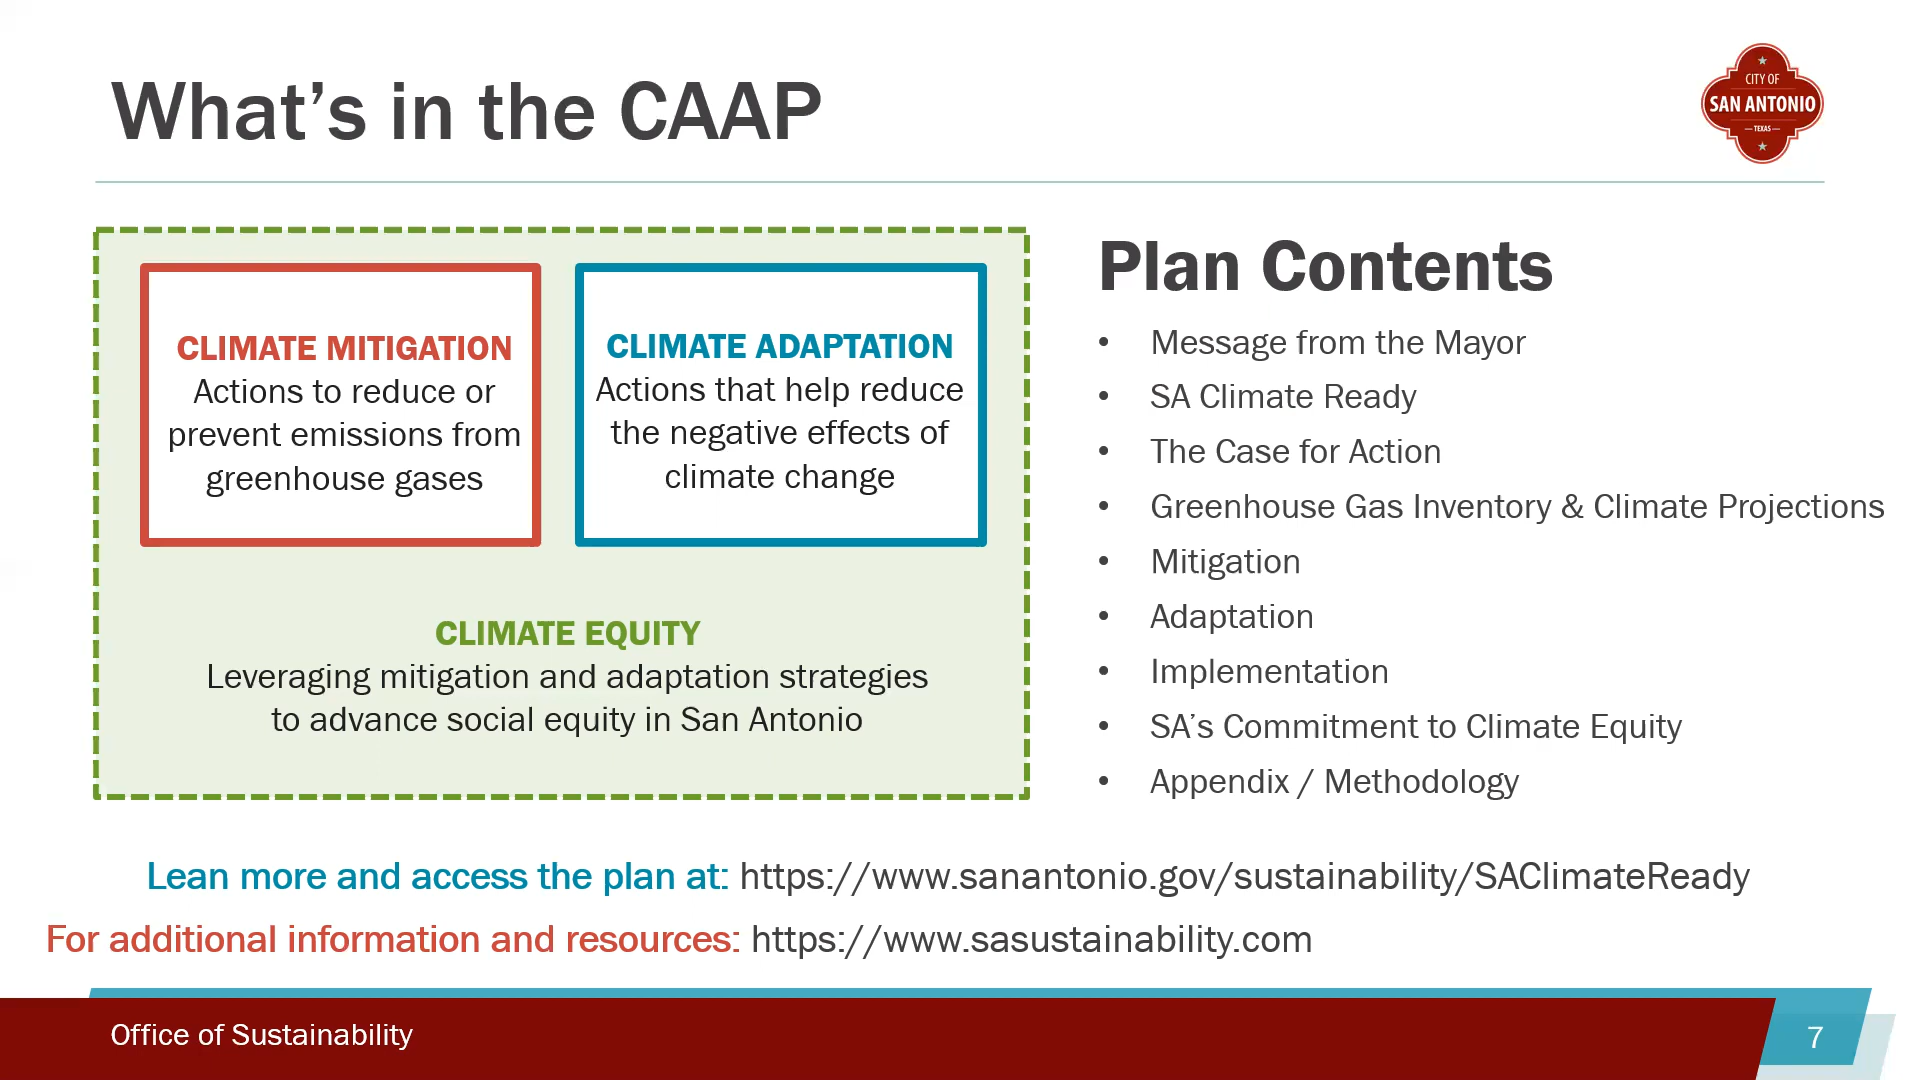 What's in the CAAP
CITY OF
SAN ANTONIO
TEXAS
CLIMATE MITIGATION
Actions to reduce or
prevent emissions from
greenhouse gases
CLIMATE ADAPTATION
Actions that help reduce
the negative effects of
climate change
CLIMATE EQUITY
Leveraging mitigation and adaptation strategies
to advance social equity in San Antonio
Plan Contents
• Message from the Mayor
• SA Climate Ready
• The Case for Action
• Greenhouse Gas Inventory & Climate Projections
• Mitigation
• Adaptation
• Implementation
• SA's Commitment to Climate Equity
• Appendix / Methodology
Lean more and access the plan at: https://www.sanantonio.gov/sustainability/SAClimateReady
For additional information and resources: https://www.sasustainability.com
Office of Sustainability
7